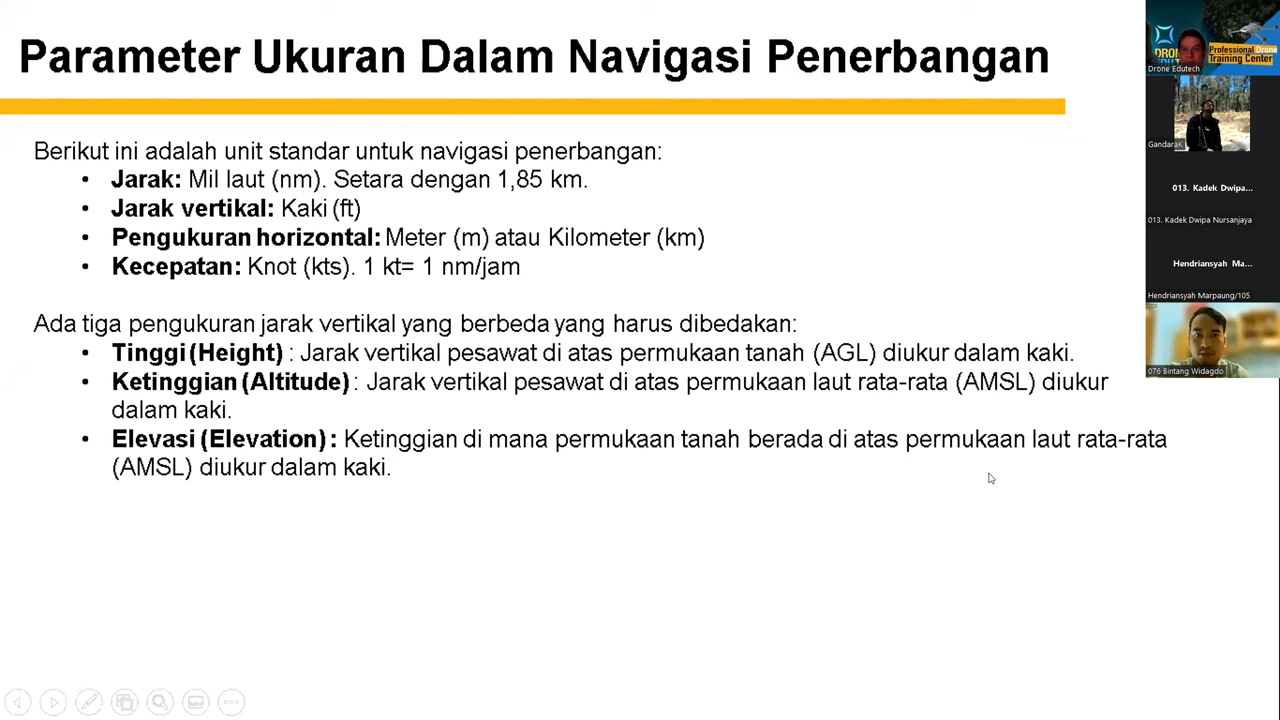 Parameter Ukuran Dalam Navigasi Penerbangan
Berikut ini adalah unit standar untuk navigasi penerbangan:
• Jarak: Mil laut (nm). Setara dengan 1,85 km.
• Jarak vertikal: Kaki (ft)
• Pengukuran horizontal: Meter (m) atau Kilometer (km)
• Kecepatan: Knot (kts). 1 kt= 1 nm/jam
Ada tiga pengukuran jarak vertikal yang berbeda yang harus dibedakan:
• Tinggi (Height) : Jarak vertikal pesawat di atas permukaan tanah (AGL) diukur dalam kaki.
• Ketinggian (Altitude) : Jarak vertikal pesawat di atas permukaan laut rata-rata (AMSL) diukur
dalam kaki.
• Elevasi (Elevation) : Ketinggian di mana permukaan tanah berada di atas permukaan laut rata-rata
(AMSL) diukur dalam kaki.
Professional Drone
Training Center
Drone Edutech
GandaraK
013. Kadek Dwipa...
013. Kadek Dwipa Nursanjaya
Hendriansyah Ma...
Hendriansyah Marpaung/105
076 Bintang Widagdo